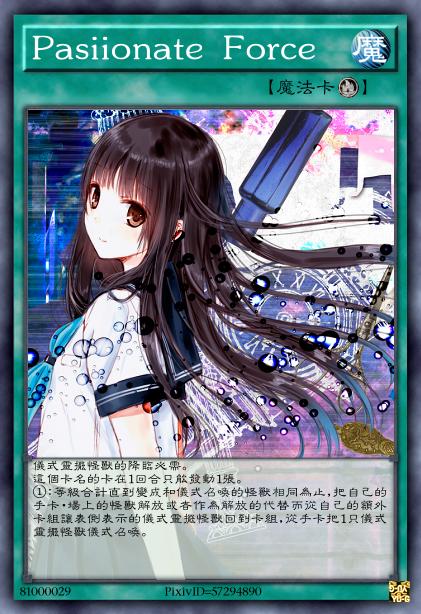 Pasiionate Force
魔
【魔法卡】
儀式靈擺怪獸的降臨必需。
這個卡名的卡在1回合只能發動1張。
①:等級合計直到變成和儀式召喚的怪獸相同為止,把自己的
手卡·場上的怪獸解放或者作為解放的代替而從自己的額外
卡組讓表側表示的儀式靈擺怪獸回到卡組,從手卡把1只儀式
靈擺怪獸儀式召喚。
81000029 PixivID=57294890